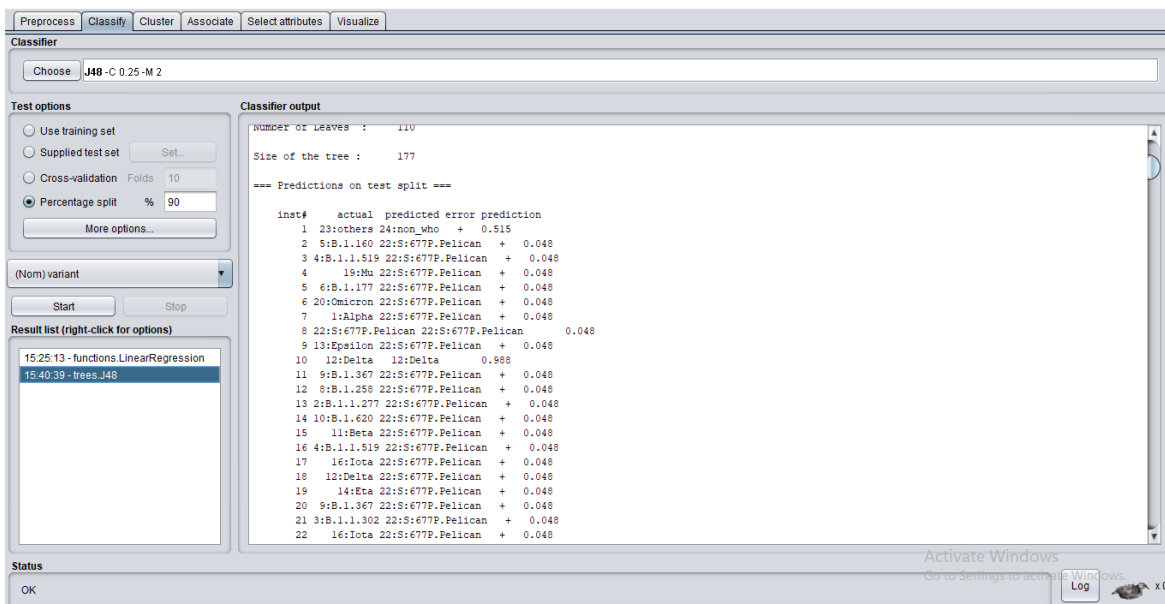 Preprocess Classify Cluster Associate Select attributes Visualize
Classifier
Choose J48 -C 0.25 -M 2
Test options
Use training set
Supplied test set Set...
Cross-validation Folds 10
Percentage split % 90
More options...
(Nom) variant
Start Stop
Result list (right-click for options)
15:25:13 - functions.LinearRegression
15:40:39 - trees.J48
Classifier output
Number of Leaves : 110
Size of the tree : 177
=== Predictions on test split ===
inst# actual predicted error prediction
1 23:others 24:non_who + 0.515
2 5:B.1.160 22:S:677P.Pelican + 0.048
3 4:B.1.1.519 22:S:677P.Pelican + 0.048
4 19:Mu 22:S:677P.Pelican + 0.048
5 6:B.1.177 22:S:677P.Pelican + 0.048
6 20:Omicron 22:S:677P.Pelican + 0.048
7 1:Alpha 22:S:677P.Pelican + 0.048
8 22:S:677P.Pelican 22:S:677P.Pelican 0.048
9 13:Epsilon 22:S:677P.Pelican + 0.048
10 12:Delta 12:Delta 0.988
11 9:B.1.367 22:S:677P.Pelican + 0.048
12 8:B.1.258 22:S:677P.Pelican + 0.048
13 2:B.1.1.277 22:S:677P.Pelican + 0.048
14 10:B.1.620 22:S:677P.Pelican + 0.048
15 11:Beta 22:S:677P.Pelican + 0.048
16 4:B.1.1.519 22:S:677P.Pelican + 0.048
17 16:Iota 22:S:677P.Pelican + 0.048
18 12:Delta 22:S:677P.Pelican + 0.048
19 14:Eta 22:S:677P.Pelican + 0.048
20 9:B.1.367 22:S:677P.Pelican + 0.048
21 3:B.1.1.302 22:S:677P.Pelican + 0.048
22 16:Iota 22:S:677P.Pelican + 0.048
Activate Windows
Go to Settings to activate Windows.
Status
OK
Log
x 0